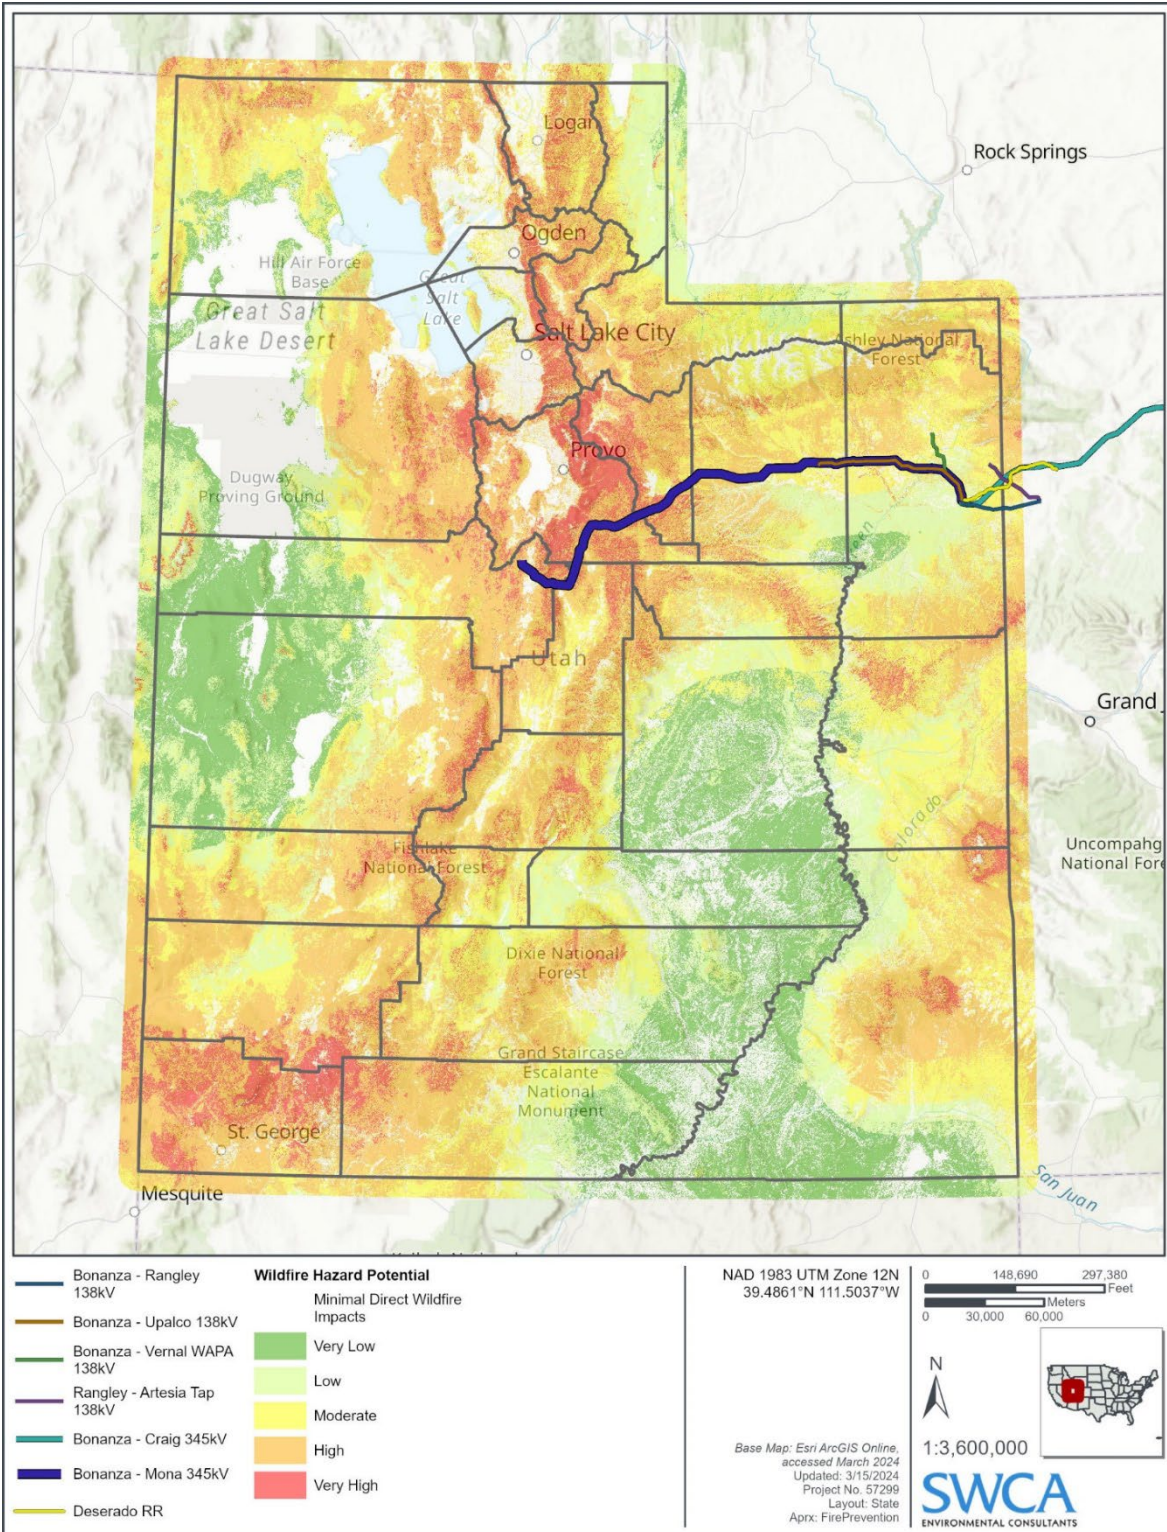 Logan
Rock Springs
Ogden
Hill Air Force
Base
Great
Salt
Lake
Great Salt
Lake Desert
Salt Lake City
Ashley National
Forest
Provo
Dugway
Proving Ground
Green
Utah
Grand
Colorado
Fishlake
National Forest
Uncompahg
National Fore
Dixie National
Forest
Grand Staircase
Escalante
National
Monument
St. George
San Juan
Mesquite
Bonanza - Rangley
138kV
Bonanza - Upalco 138kV
Bonanza - Vernal WAPA
138kV
Rangley - Artesia Tap
138kV
Bonanza - Craig 345kV
Bonanza - Mona 345kV
Deserado RR
Wildfire Hazard Potential
Minimal Direct Wildfire
Impacts
Very Low
Low
Moderate
High
Very High
NAD 1983 UTM Zone 12N
39.4861°N 111.5037°W
Base Map: Esri ArcGIS Online,
accessed March 2024
Updated: 3/15/2024
Project No. 57299
Layout: State
Aprx: FirePrevention
0 148,690 297,380
Feet
Meters
0 30,000 60,000
N
1:3,600,000
SWCA
ENVIRONMENTAL CONSULTANTS